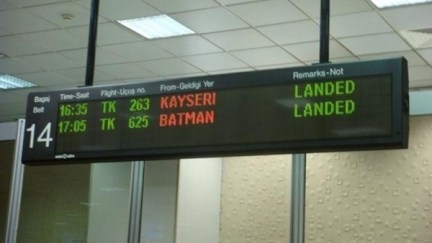 Bagaj Time-Saat Flight-Uçuş no. From-Geldigi Yer Remarks-Not
Belt 16:35 TK 263 KAYSERI LANDED
14 17:05 TK 625 BATMAN LANDED